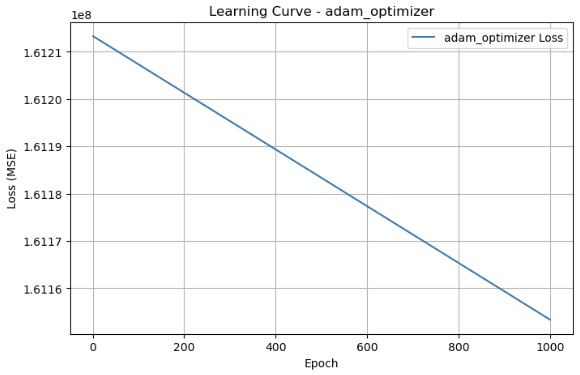 Learning Curve - adam_optimizer
1e8
adam_optimizer Loss
1.6121
1.6120
1.6119
1.6118
1.6117
1.6116
Loss (MSE)
0 200 400 600 800 1000
Epoch